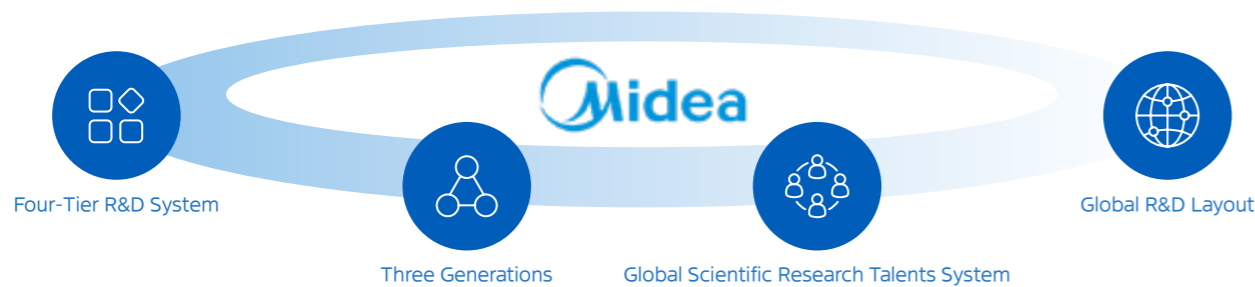 Midea
Four-Tier R&D System
Three Generations
Global Scientific Research Talents System
Global R&D Layout